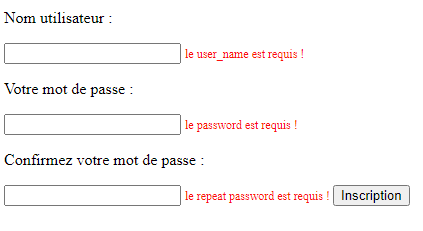 Nom utilisateur :
le user_name est requis !
Votre mot de passe :
le password est requis !
Confirmez votre mot de passe :
le repeat password est requis ! Inscription